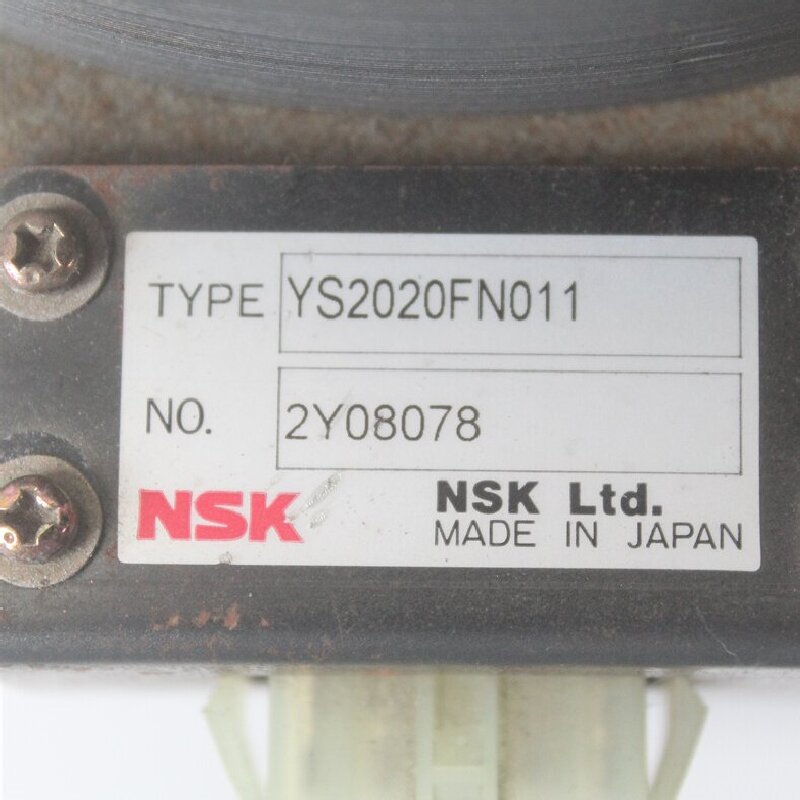 TYPE YS2020FN011
NO. 2Y08078
NSK NSK Ltd.
MADE IN JAPAN